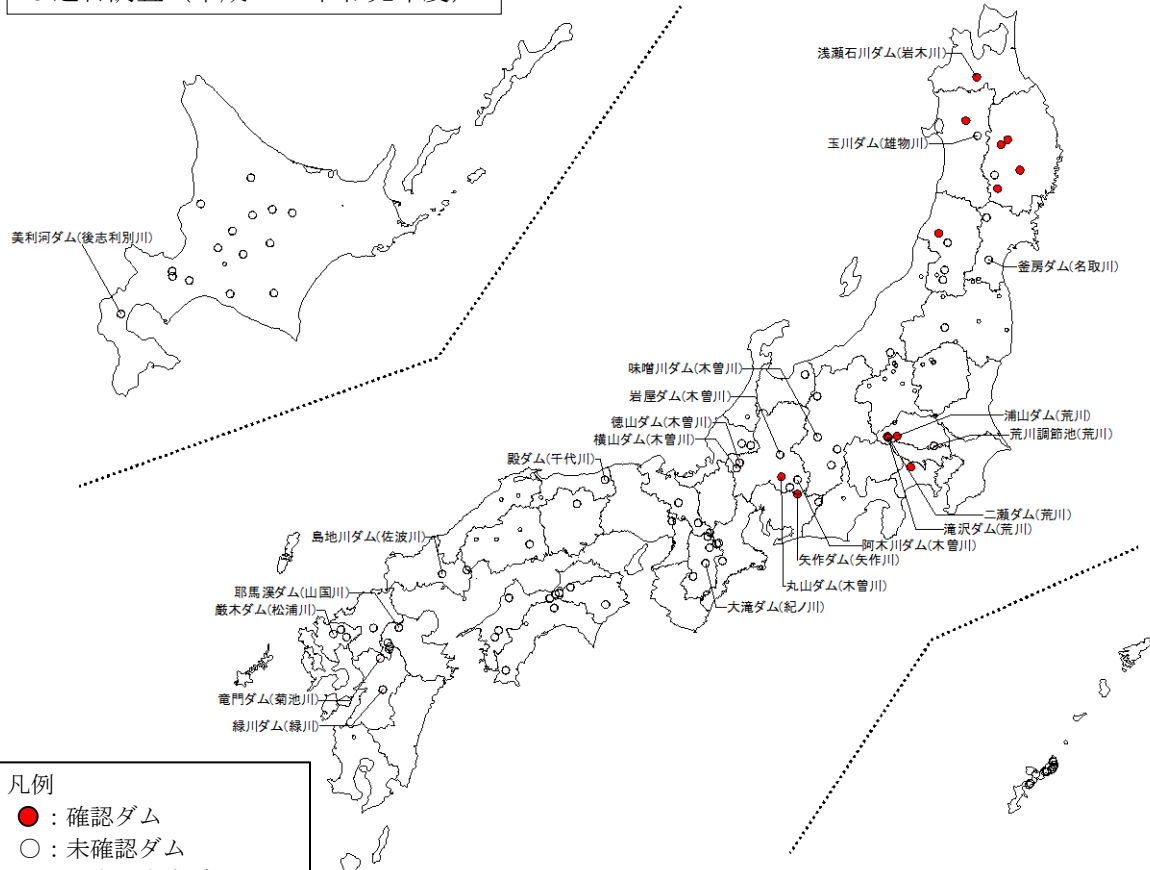 浅瀬石川ダム(岩木川)
玉川ダム(雄物川)
美利河ダム(後志利別川)
釜房ダム(名取川)
味噌川ダム(木曽川)
岩屋ダム(木曽川)
徳山ダム(木曽川)
横山ダム(木曽川)
殿ダム(千代川)
浦山ダム(荒川)
荒川調節池(荒川)
二瀬ダム(荒川)
滝沢ダム(荒川)
阿木川ダム(木曽川)
矢作ダム(矢作川)
丸山ダム(木曽川)
大滝ダム(紀ノ川)
島地川ダム(佐波川)
耶馬渓ダム(山国川)
厳木ダム(松浦川)
竜門ダム(菊池川)
緑川ダム(緑川)
凡例
：確認ダム
：未確認ダム